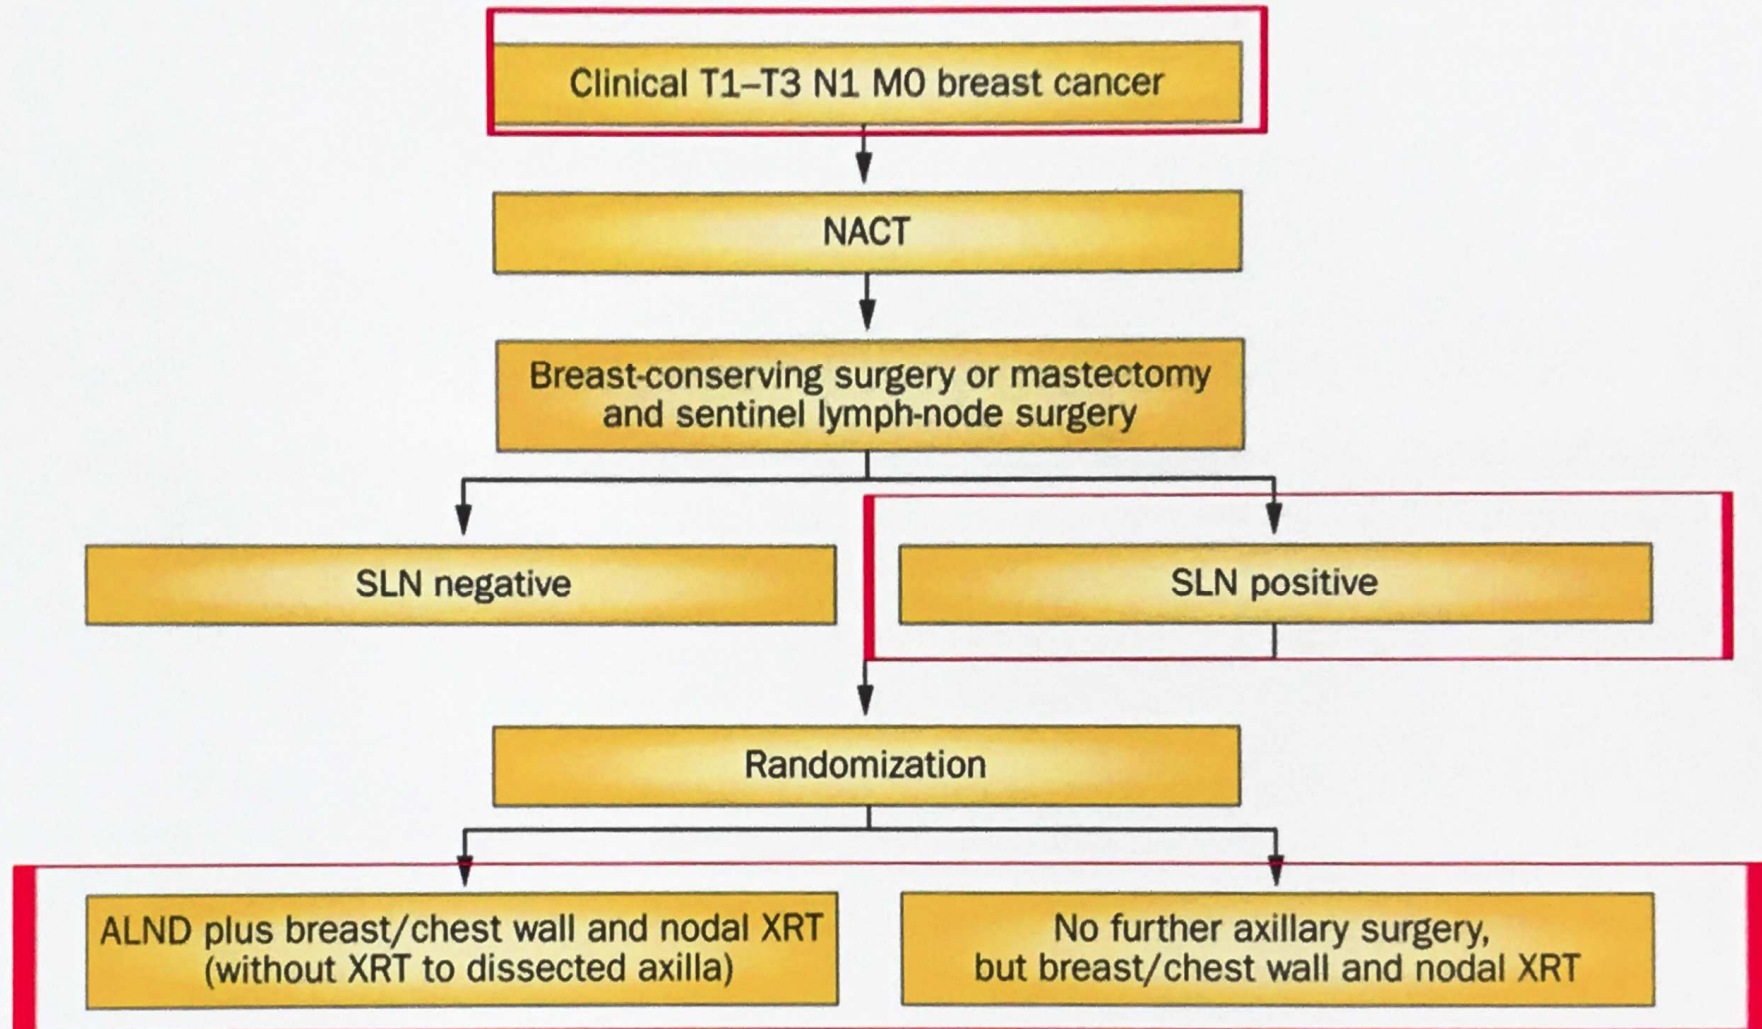 Clinical T1–T3 N1 M0 breast cancer
NACT
Breast-conserving surgery or mastectomy
and sentinel lymph-node surgery
SLN negative
SLN positive
Randomization
ALND plus breast/chest wall and nodal XRT
(without XRT to dissected axilla)
No further axillary surgery,
but breast/chest wall and nodal XRT